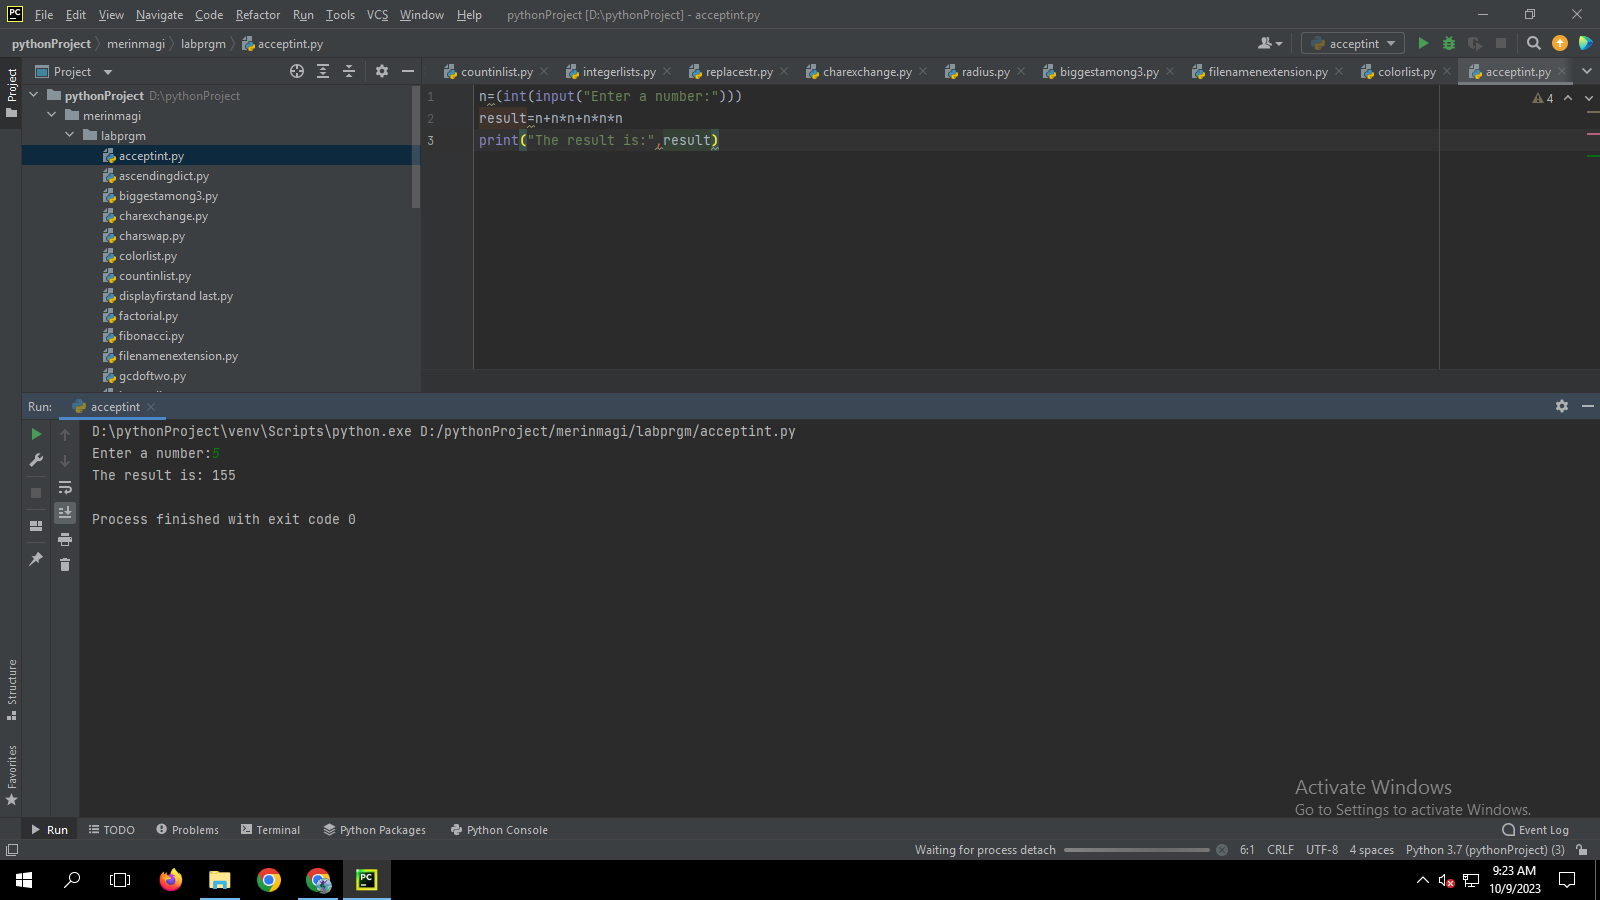 PC File Edit View Navigate Code Refactor Run Tools VCS Window Help pythonProject [D:\pythonProject] - acceptint.py
pythonProject merinmagi labprgm acceptint.py acceptint
Project
Project
countinlist.py integerlists.py replacestr.py charexchange.py radius.py biggestamong3.py filenamenextension.py colorlist.py acceptint.py
pythonProject D:\pythonProject
merinmagi
labprgm
acceptint.py
ascendingdict.py
biggestamong3.py
charexchange.py
charswap.py
colorlist.py
countinlist.py
displayfirstand last.py
factorial.py
fibonacci.py
filenamenextension.py
gcdoftwo.py
1 n=(int(input("Enter a number:")))
2 result=n+n*n+n*n*n
3 print("The result is:",result)
4
Run: acceptint
D:\pythonProject\venv\Scripts\python.exe D:/pythonProject/merinmagi/labprgm/acceptint.py
Enter a number:5
The result is: 155
Process finished with exit code 0
Structure
Favorites
Activate Windows
Go to Settings to activate Windows.
Run TODO Problems Terminal Python Packages Python Console Event Log
Waiting for process detach 6:1 CRLF UTF-8 4 spaces Python 3.7 (pythonProject) (3)
PC
9:23 AM
10/9/2023